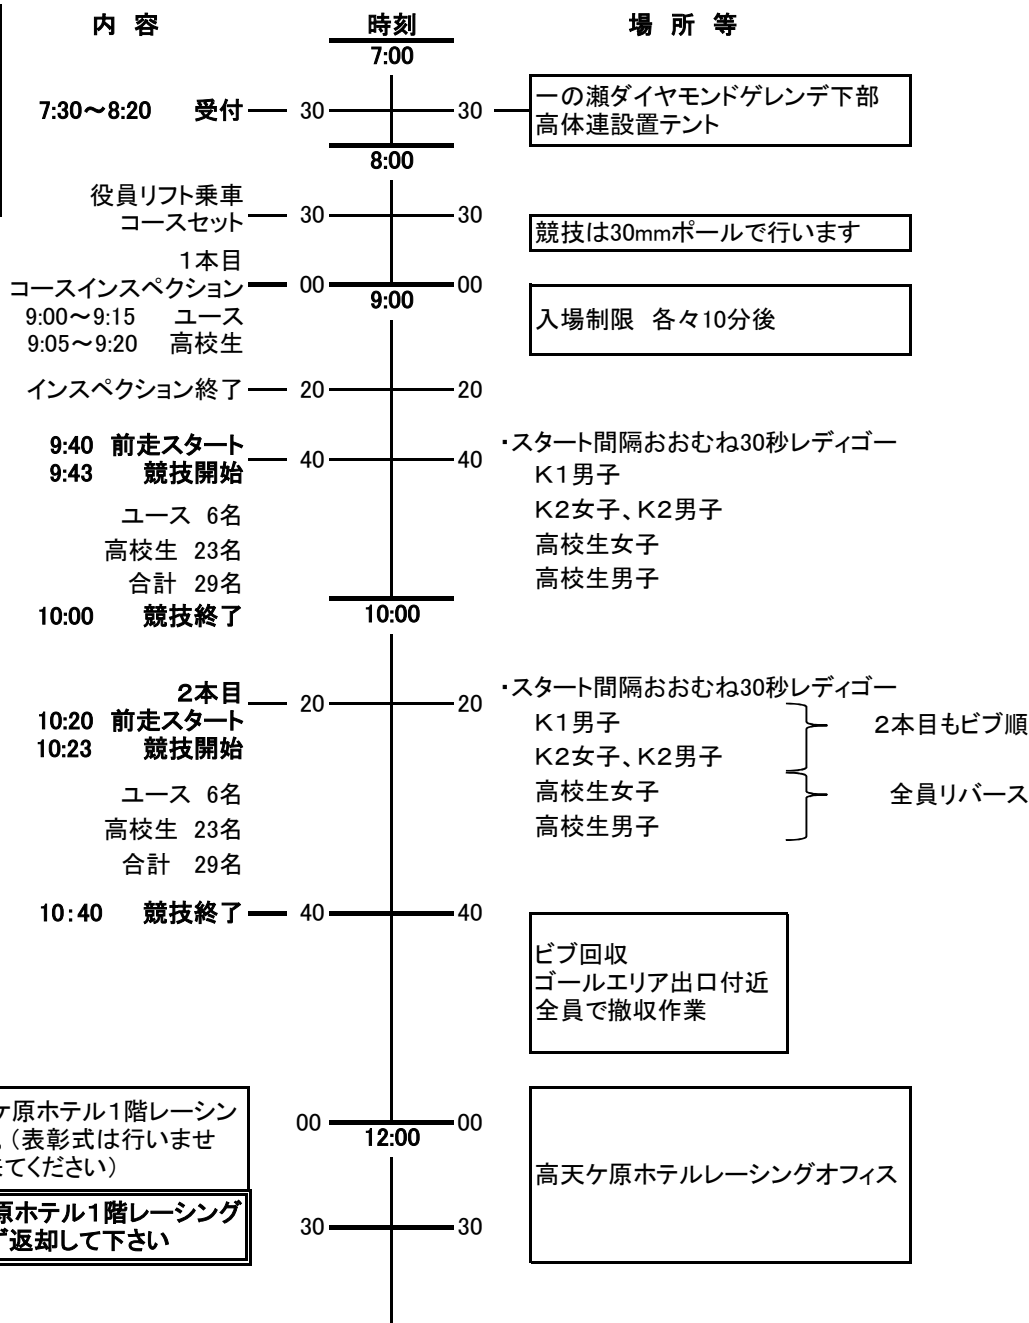 内 容 時刻 場 所 等
7:00
7:30～8:20 受付 30 30 一の瀬ダイヤモンドゲレンデ下部
高体連設置テント
8:00
役員リフト乗車
コースセット 30 30
競技は30mmポールで行います
1本目
コースインスペクション 00 00
9:00
9:00～9:15 ユース
9:05～9:20 高校生
入場制限 各々10分後
インスペクション終了 20 20
9:40 前走スタート
9:43 競技開始 40 40
・スタート間隔おおむね30秒レディゴー
K1男子
K2女子、K2男子
高校生女子
高校生男子
ユース 6名
高校生 23名
合計 29名
10:00 競技終了 10:00
2本目 20 20
10:20 前走スタート
10:23 競技開始
・スタート間隔おおむね30秒レディゴー
K1男子
K2女子、K2男子
2本目もビブ順
高校生女子
高校生男子
全員リバース
ユース 6名
高校生 23名
合計 29名
10:40 競技終了 40 40
ビブ回収
ゴールエリア出口付近
全員で撤収作業
ケ原ホテル1階レーシン
（表彰式は行いませ
てください）
00 00
12:00
高天ケ原ホテルレーシングオフィス
原ホテル1階レーシング
ず返却して下さい
30 30